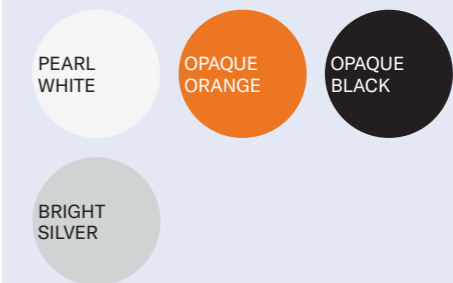 PEARL
WHITE
OPAQUE
ORANGE
OPAQUE
BLACK
BRIGHT
SILVER